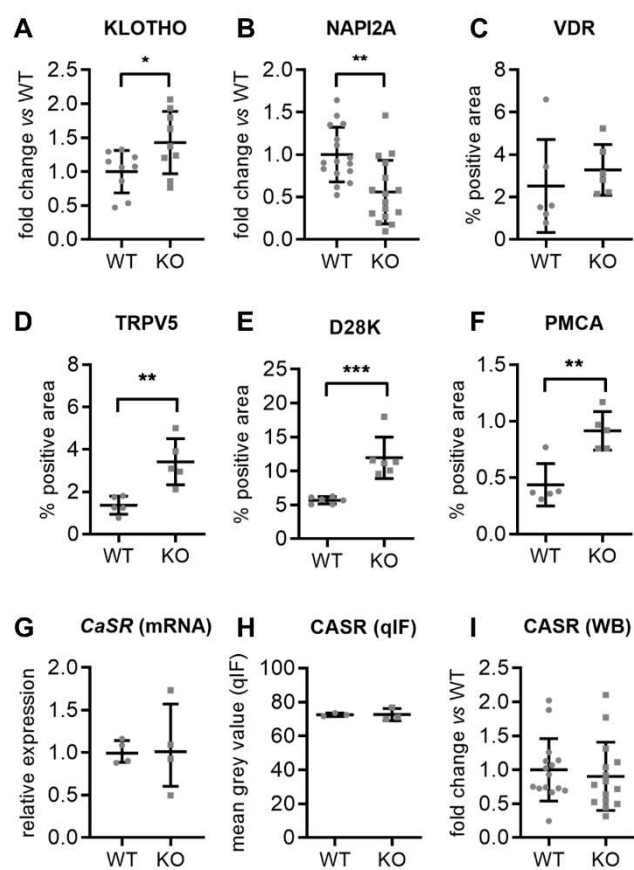 A KLOTHO
*
fold change vs WT
2.5
2.0
1.5
1.0
0.5
0.0
WT KO
B NAPI2A
**
fold change vs WT
2.5
2.0
1.5
1.0
0.5
0.0
WT KO
C VDR
% positive area
8
6
4
2
0
WT KO
D TRPV5
**
% positive area
8
6
4
2
0
WT KO
E D28K
***
% positive area
25
20
15
10
5
0
WT KO
F PMCA
**
% positive area
1.5
1.0
0.5
0.0
WT KO
G CaSR (mRNA)
relative expression
2.0
1.5
1.0
0.5
0.0
WT KO
H CASR (qIF)
mean grey value (qIF)
100
80
60
40
20
0
WT KO
I CASR (WB)
fold change vs WT
2.5
2.0
1.5
1.0
0.5
0.0
WT KO